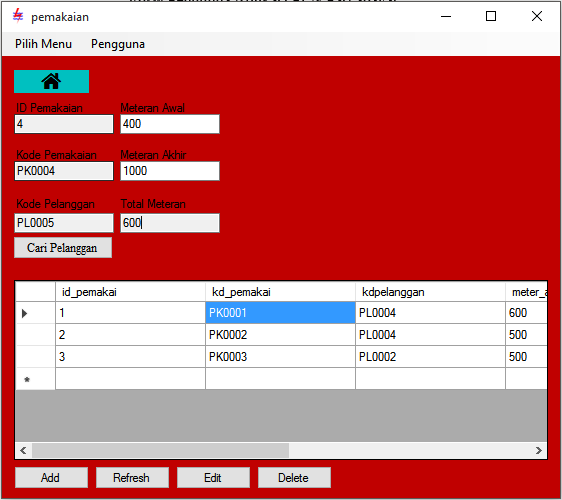 pemakaian
Pilih Menu Pengguna
ID Pemakaian Meteran Awal
4 400
Kode Pemakaian Meteran Akhir
PK0004 1000
Kode Pelanggan Total Meteran
PL0005 600
Cari Pelanggan
id_pemakai kd_pemakai kdpelanggan meter_a
1 PK0001 PL0004 600
2 PK0002 PL0004 500
3 PK0003 PL0002 500
Add Refresh Edit Delete